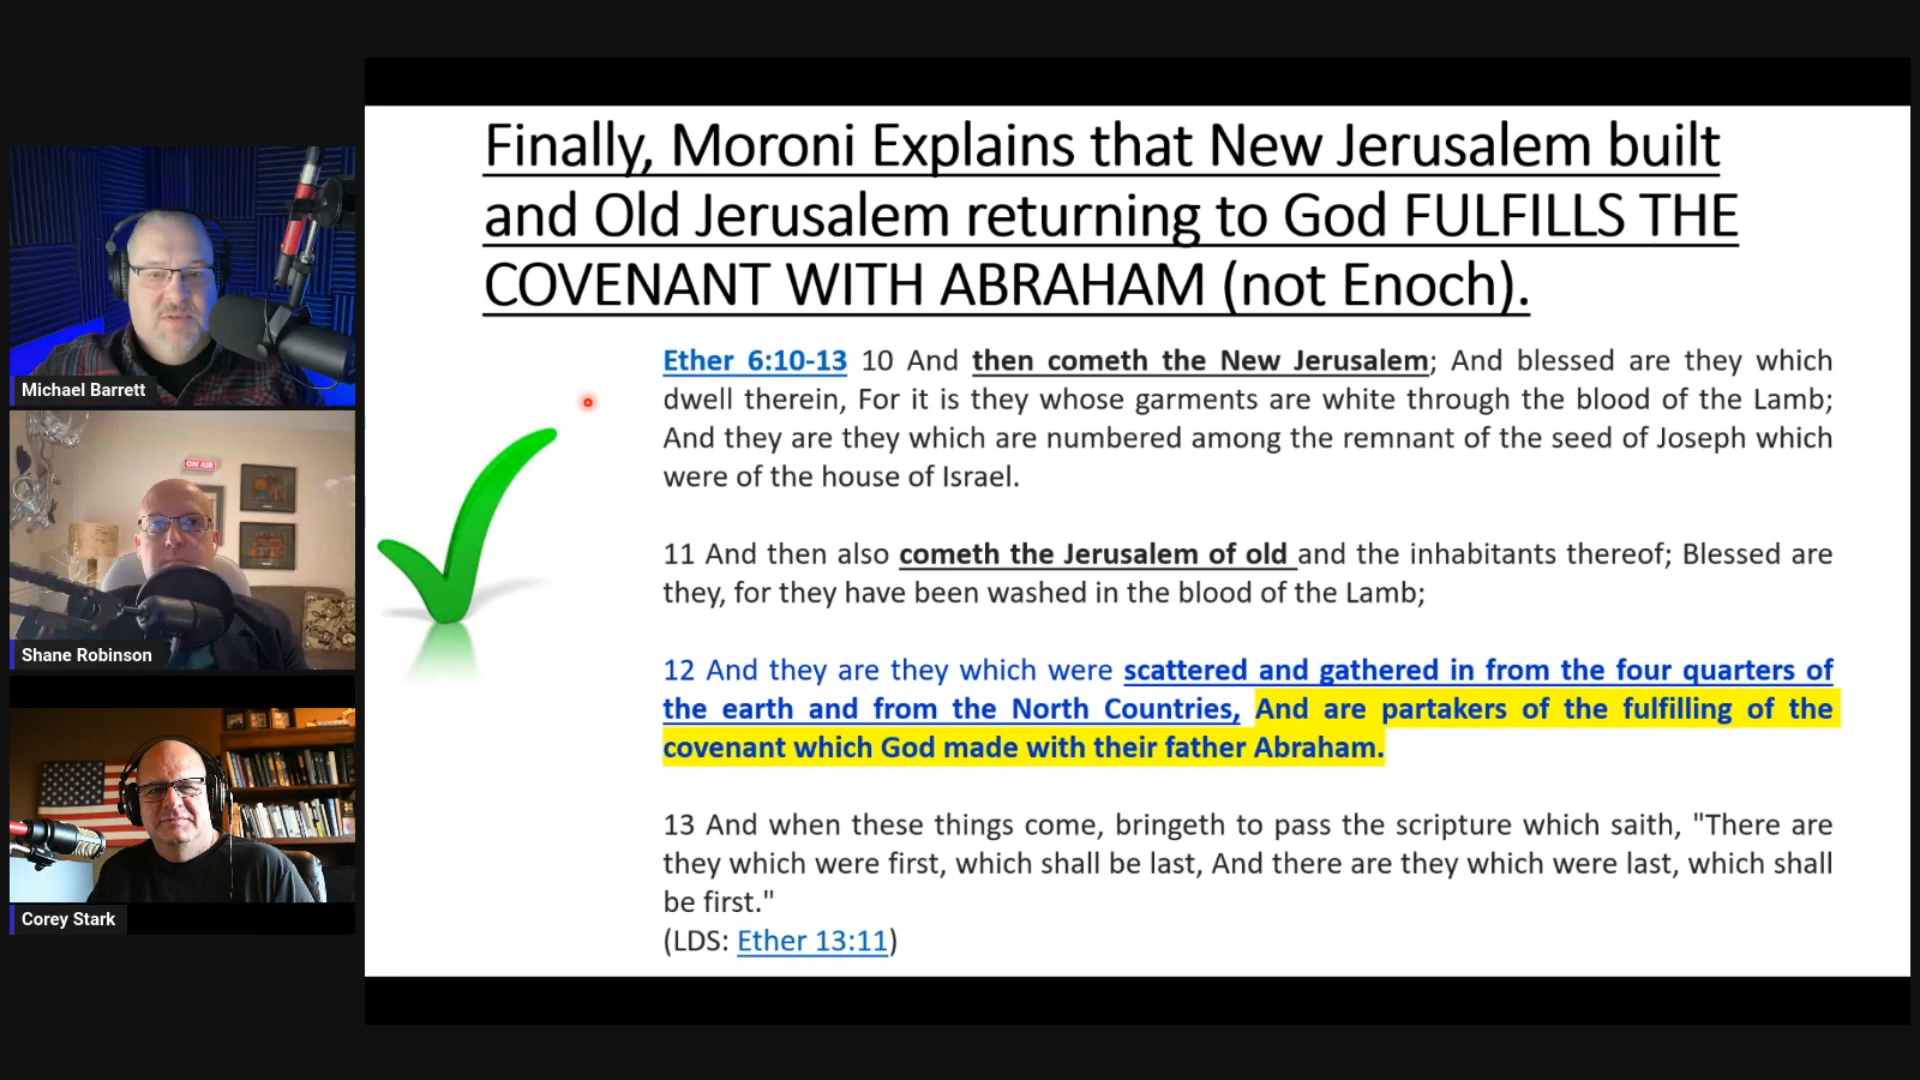 Finally, Moroni Explains that New Jerusalem built
and Old Jerusalem returning to God FULFILLS THE
COVENANT WITH ABRAHAM (not Enoch).
Ether 6:10-13 10 And then cometh the New Jerusalem; And blessed are they which
dwell therein, For it is they whose garments are white through the blood of the Lamb;
And they are they which are numbered among the remnant of the seed of Joseph which
were of the house of Israel.
11 And then also cometh the Jerusalem of old and the inhabitants thereof; Blessed are
they, for they have been washed in the blood of the Lamb;
12 And they are they which were scattered and gathered in from the four quarters of
the earth and from the North Countries, And are partakers of the fulfilling of the
covenant which God made with their father Abraham.
13 And when these things come, bringeth to pass the scripture which saith, "There are
they which were first, which shall be last, And there are they which were last, which shall
be first."
(LDS: Ether 13:11)
Michael Barrett
ON AIR
Shane Robinson
Corey Stark